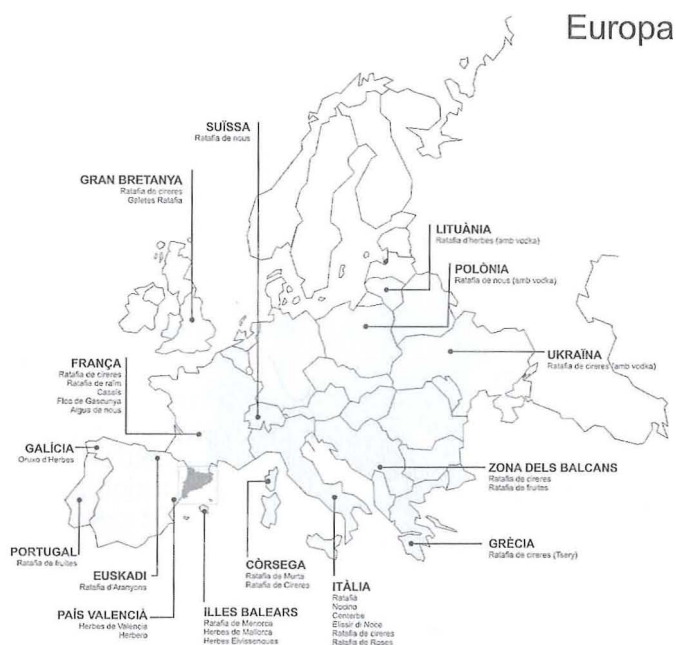 Europa
SUÏSSA
Ratafia de nous
GRAN BRETANYA
Ratafia de cireres
Galetes Ratafia
LITUÀNIA
Ratafia d'herbes (amb vodka)
POLÒNIA
Ratafia de nous (amb vodka)
UKRAÏNA
Ratafia de cireres (amb vodka)
FRANÇA
Ratafia de cireres
Ratafia de raïm
Cassís
Floc de Gascunya
Aigua de nous
GALÍCIA
Oruxo d'Herbes
ZONA DELS BALCANS
Ratafia de cireres
Ratafia de fruites
GRÈCIA
Ratafia de cireres (Tsery)
PORTUGAL
Ratafia de fruites
EUSKADI
Ratafia d'Aranyons
PAÍS VALENCIÀ
Herbes de València
Herbero
ILLES BALEARS
Ratafia de Menorca
Herbes de Mallorca
Herbes Eivissenques
CÒRSEGA
Ratafia de Murta
Ratafia de Cireres
ITÀLIA
Ratafià
Nocino
Centerbe
Elissir di Noce
Ratafia de cireres
Ratafia de Roses